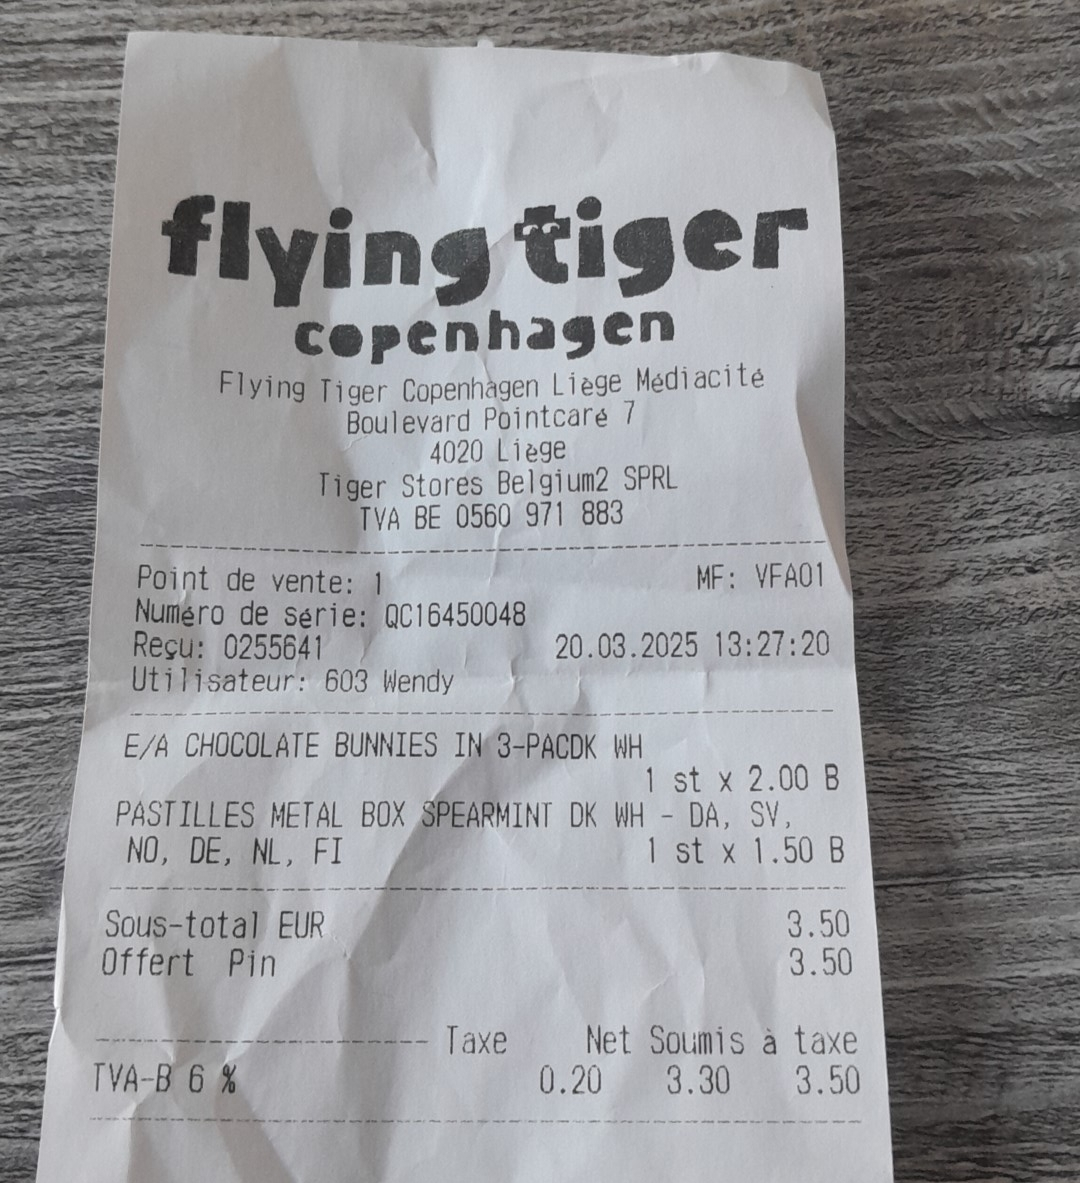 flying tiger
copenhagen
Flying Tiger Copenhagen Liège Médiacité
Boulevard Pointcaré 7
4020 Liège
Tiger Stores Belgium2 SPRL
TVA BE 0560 971 883
Point de vente: 1 MF: VFA01
Numéro de série: QC16450048
Reçu: 0255641 20.03.2025 13:27:20
Utilisateur: 603 Wendy
E/A CHOCOLATE BUNNIES IN 3-PACDK WH
1 st x 2.00 B
PASTILLES METAL BOX SPEARMINT DK WH - DA, SV,
NO, DE, NL, FI 1 st x 1.50 B
Sous-total EUR 3.50
Offert Pin 3.50
Taxe Net Soumis à taxe
TVA-B 6 % 0.20 3.30 3.50